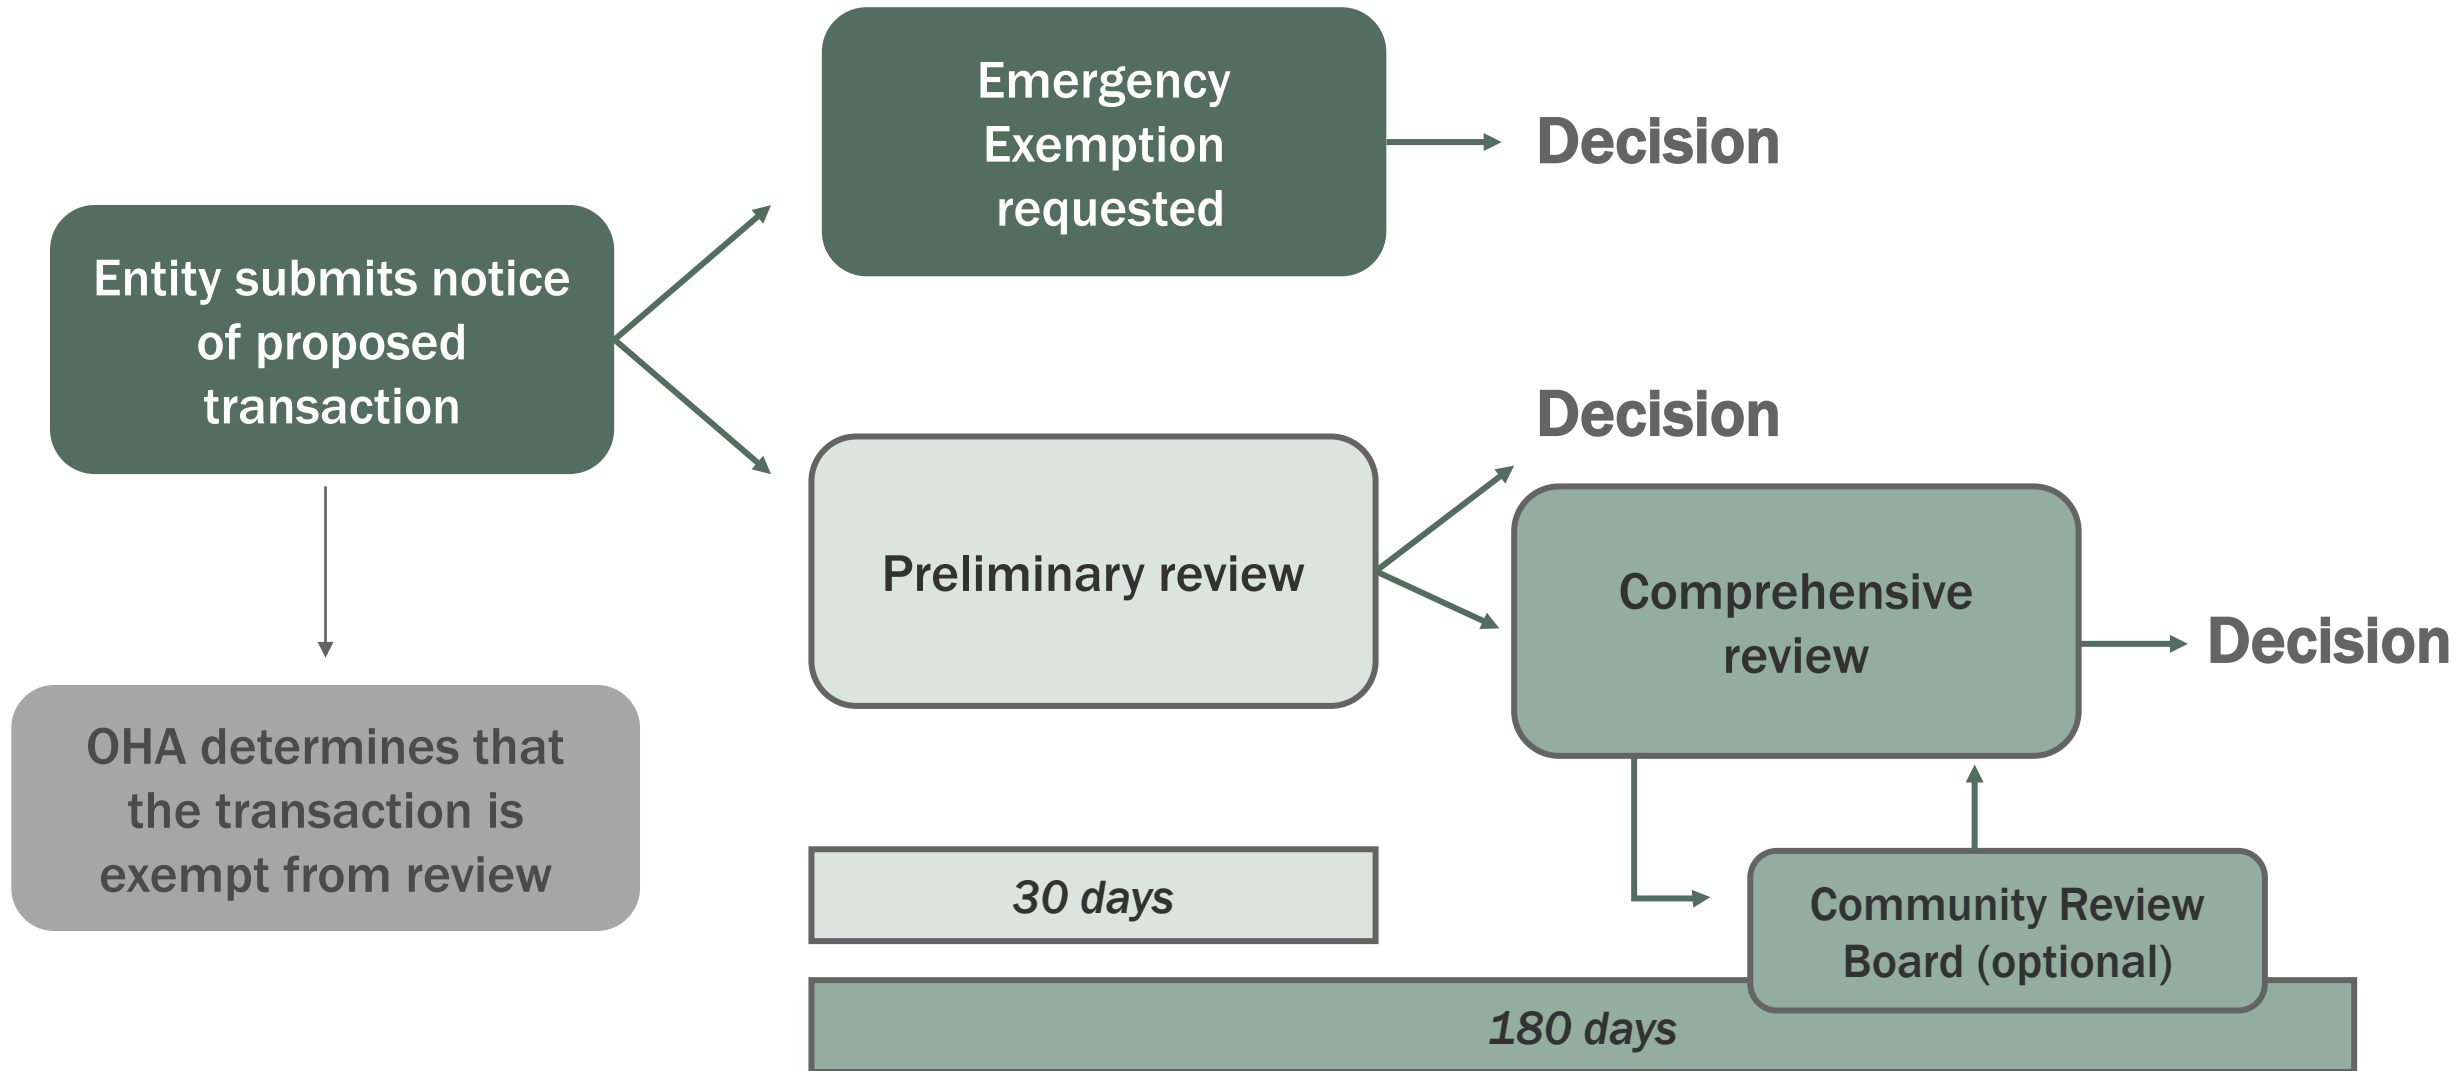 Emergency
Exemption
requested
Decision
Entity submits notice
of proposed
transaction
Decision
Preliminary review
Comprehensive
review
Decision
OHA determines that
the transaction is
exempt from review
30 days
Community Review
Board (optional)
180 days